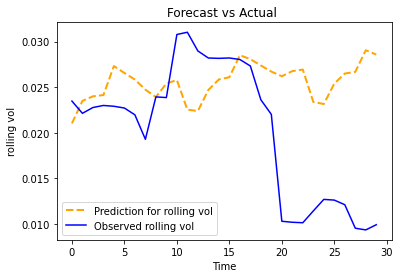 Forecast vs Actual
rolling vol
0.030
0.025
0.020
0.015
0.010
Prediction for rolling vol
Observed rolling vol
0 5 10 15 20 25 30
Time